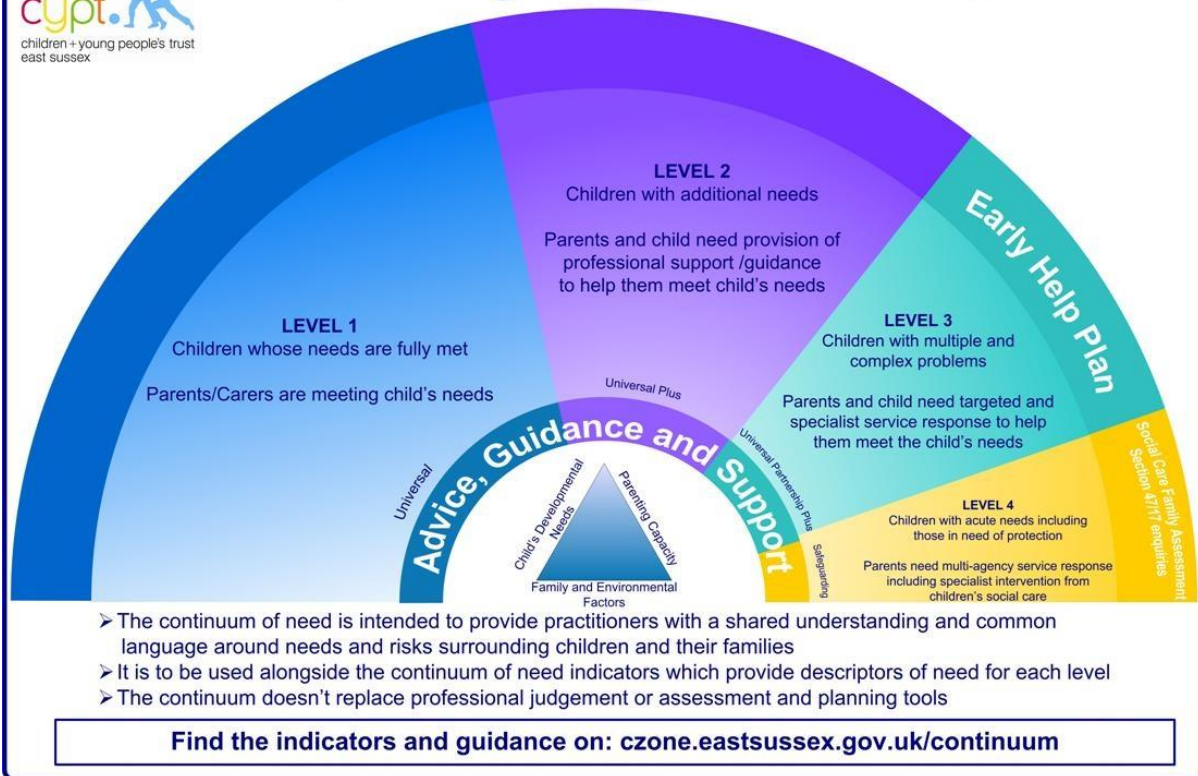 cypt.
children + young people's trust
east sussex
LEVEL 1
Children whose needs are fully met
Parents/Carers are meeting child's needs
LEVEL 2
Children with additional needs
Parents and child need provision of
professional support /guidance
to help them meet child's needs
LEVEL 3
Children with multiple and
complex problems
Parents and child need targeted and
specialist service response to help
them meet the child's needs
LEVEL 4
Children with acute needs including
those in need of protection
Parents need multi-agency service response
including specialist intervention from
children's social care
Early Help Plan
Social Care Family Assessment
Section 47/17 enquiries
Universal
Universal Plus
Universal Partnership Plus
Safeguarding
Advice, Guidance and Support
Child's Developmental
Needs
Parenting Capacity
Family and Environmental
Factors
➢ The continuum of need is intended to provide practitioners with a shared understanding and common
language around needs and risks surrounding children and their families
➢ It is to be used alongside the continuum of need indicators which provide descriptors of need for each level
➢ The continuum doesn't replace professional judgement or assessment and planning tools
Find the indicators and guidance on: czone.eastsussex.gov.uk/continuum